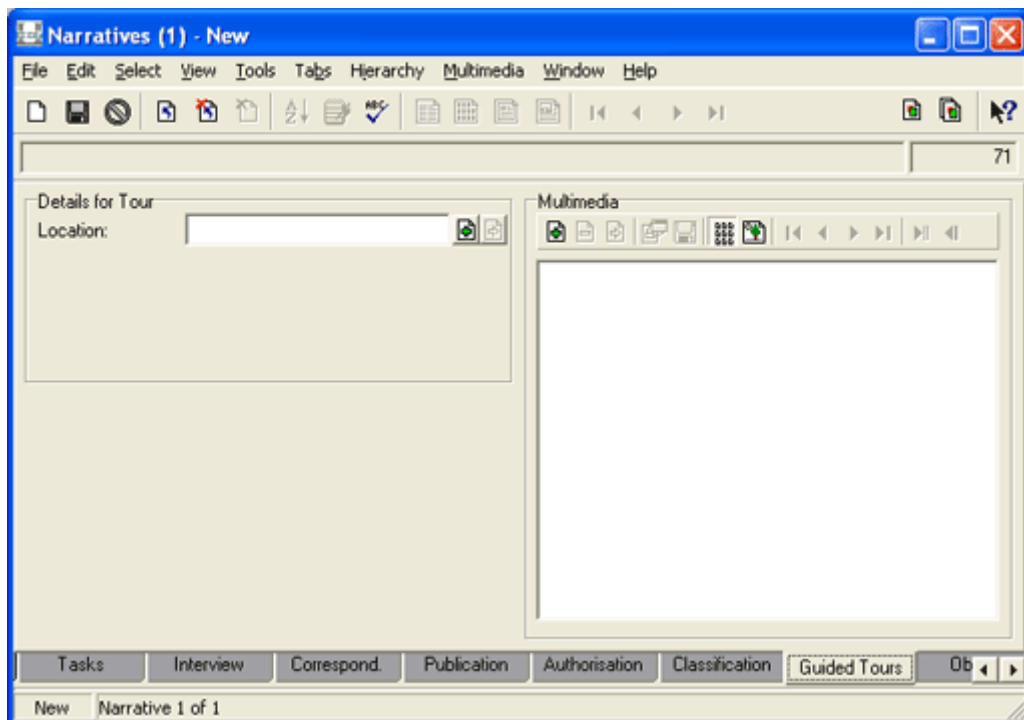 Narratives (1) - New
File Edit Select View Tools Tabs Hierarchy Multimedia Window Help
71
Details for Tour
Location:
Multimedia
Tasks Interview Correspond. Publication Authorisation Classification Guided Tours Ob
New Narrative 1 of 1